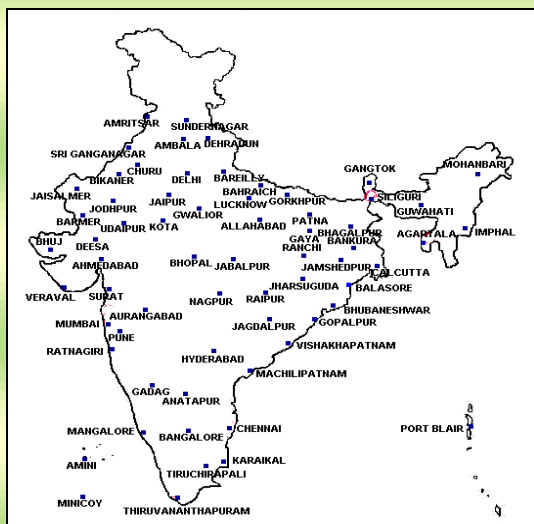 AMRITSAR
SUNDERNAGAR
AMBALA
DEHRADUN
SRI GANGANAGAR
CHURU
BIKANER
DELHI
BAREILLY
GANGTOK
MOHANBARI
JAISALMER
JODHPUR
JAIPUR
BAHRAICH
LUCKNOW
GORKHPUR
SILIGURI
GUWAHATI
BARMER
UDAIPUR
KOTA
GWALIOR
ALLAHABAD
PATNA
BHAGALPUR
AGARTALA
IMPHAL
BHUJ
DEESA
GAYA
BANKURA
RANCHI
AHMEDABAD
BHOPAL
JABALPUR
JAMSHEDPUR
CALCUTTA
VERAVAL
SURAT
NAGPUR
RAIPUR
JHARSUGUDA
BALASORE
MUMBAI
AURANGABAD
BHUBANESHWAR
PUNE
JAGDALPUR
GOPALPUR
RATNAGIRI
HYDERABAD
VISHAKHAPATNAM
MACHILIPATNAM
GADAG
ANATAPUR
MANGALORE
BANGALORE
CHENNAI
PORT BLAIR
AMINI
KARAIKAL
TIRUCHIRAPALI
MINICOY
THIRUVANANTHAPURAM